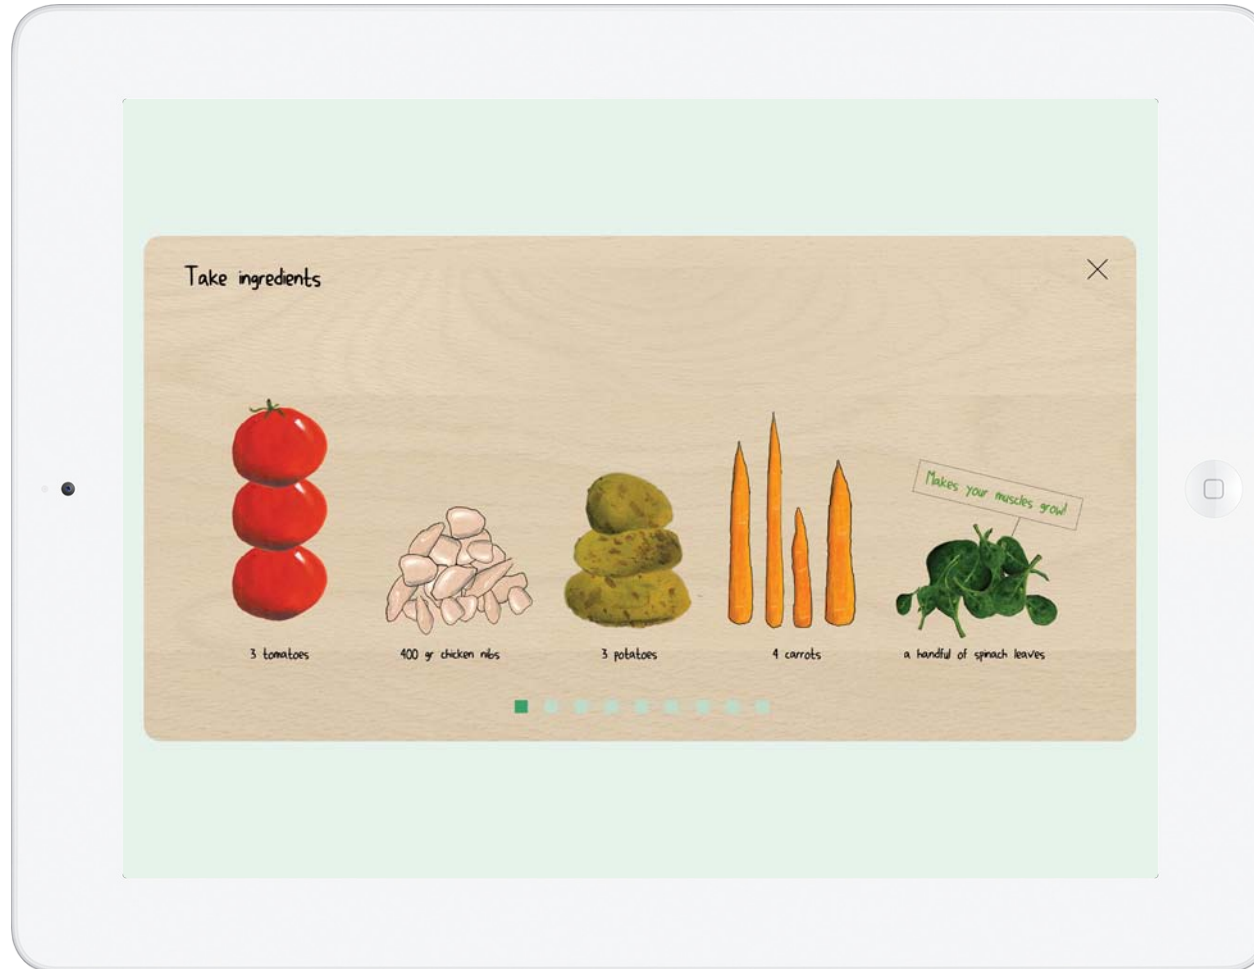 Take ingredients
Makes your muscles grow!
3 tomatoes
400 gr chicken nibs
3 potatoes
4 carrots
a handful of spinach leaves